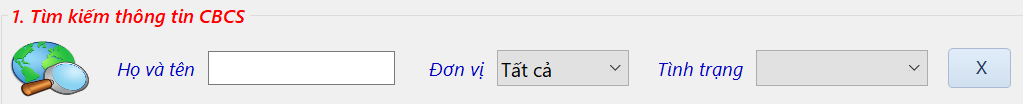 1. Tìm kiếm thông tin CBCS
Họ và tên Đơn vị Tất cả Tình trạng X